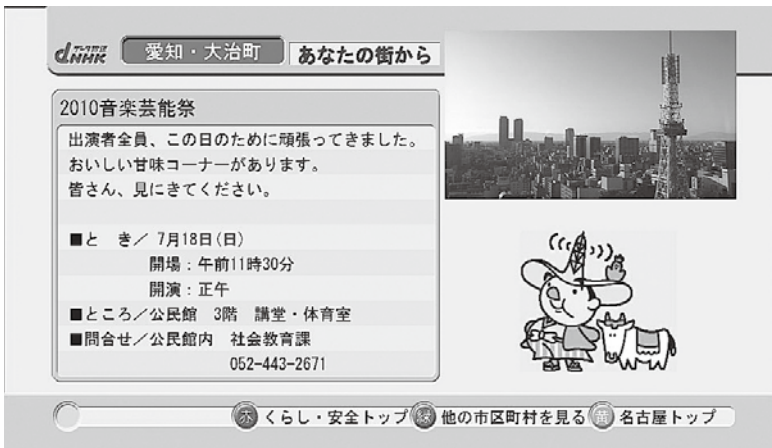 NHK
愛知・大治町
あなたの街から
2010音楽芸能祭
出演者全員、この日のために頑張ってきました。
おいしい甘味コーナーがあります。
皆さん、見にきてください。
■と　き／ 7月18日(日)
開場：午前11時30分
開演：正午
■ところ／公民館　3階　講堂・体育室
■問合せ／公民館内　社会教育課
052-443-2671
赤 くらし・安全トップ 緑 他の市区町村を見る 黄 名古屋トップ